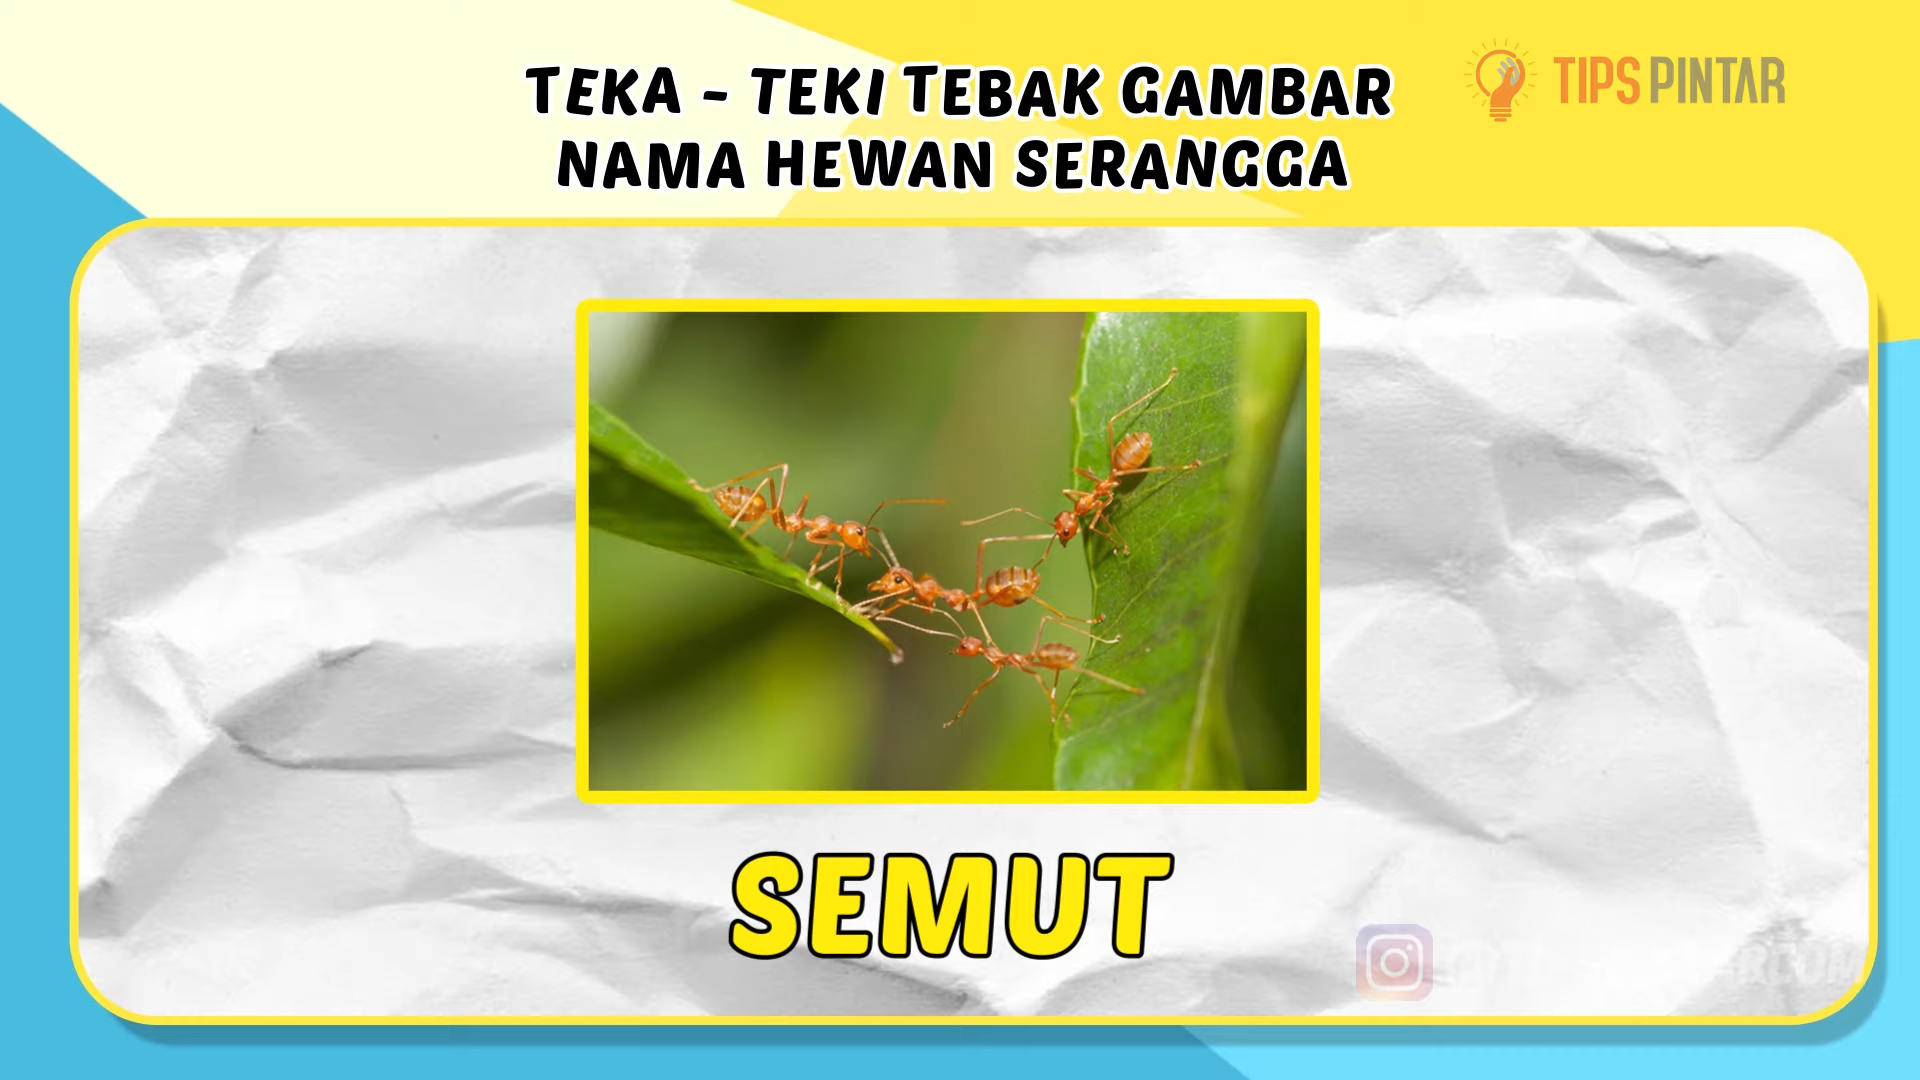 TEKA - TEKI TEBAK GAMBAR
NAMA HEWAN SERANGGA
TIPS PINTAR
SEMUT